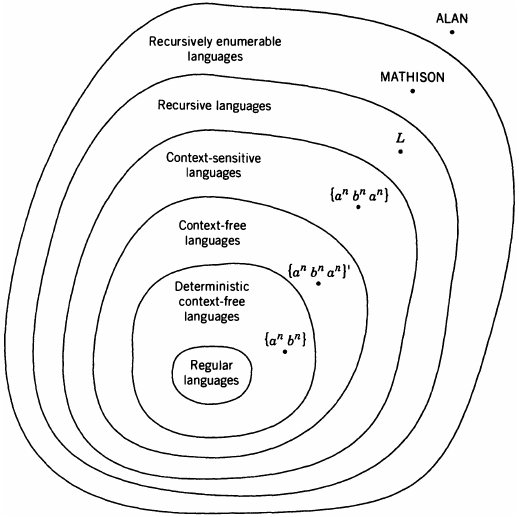 ALAN
Recursively enumerable
languages
MATHISON
Recursive languages
L
Context-sensitive
languages
{aⁿ bⁿ aⁿ}
Context-free
languages
{aⁿ bⁿ aⁿ}'
Deterministic
context-free
languages
{aⁿ bⁿ}
Regular
languages